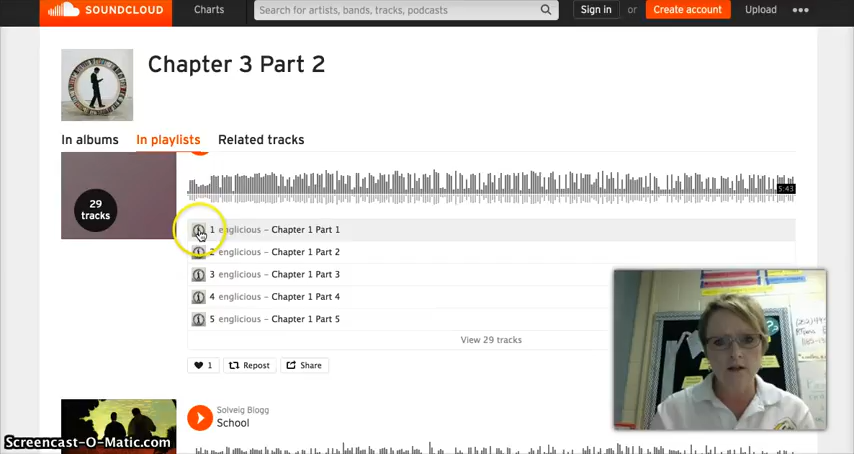 SOUNDCLOUD
Charts
Search for artists, bands, tracks, podcasts
Sign in or Create account Upload
Chapter 3 Part 2
In albums In playlists Related tracks
29
tracks
5:43
1 englicious – Chapter 1 Part 1
2 englicious – Chapter 1 Part 2
3 englicious – Chapter 1 Part 3
4 englicious – Chapter 1 Part 4
5 englicious – Chapter 1 Part 5
View 29 tracks
1 Repost Share
Solveig Blogg
School
Screencast-O-Matic.com